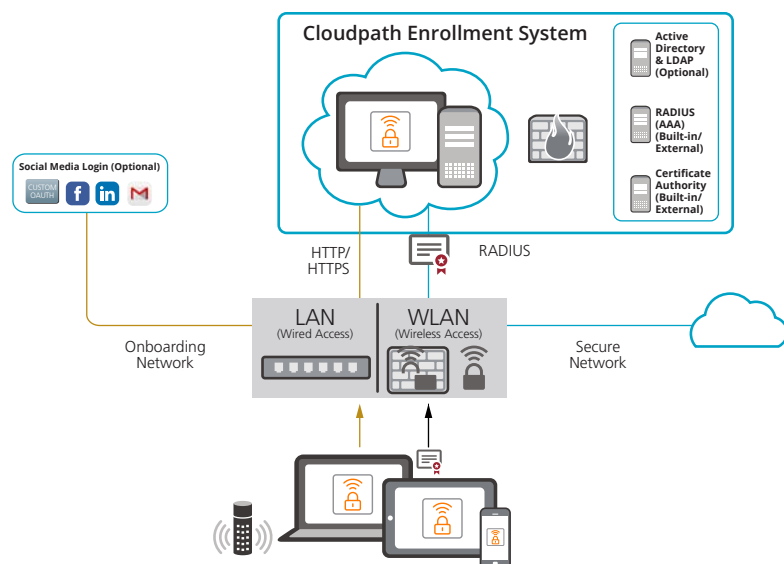 Cloudpath Enrollment System
Active
Directory
& LDAP
(Optional)
RADIUS
(AAA)
(Built-in/
External)
Certificate
Authority
(Built-in/
External)
Social Media Login (Optional)
CUSTOM
OAUTH
f
in
M
HTTP/
HTTPS
RADIUS
LAN
(Wired Access)
WLAN
(Wireless Access)
Onboarding
Network
Secure
Network